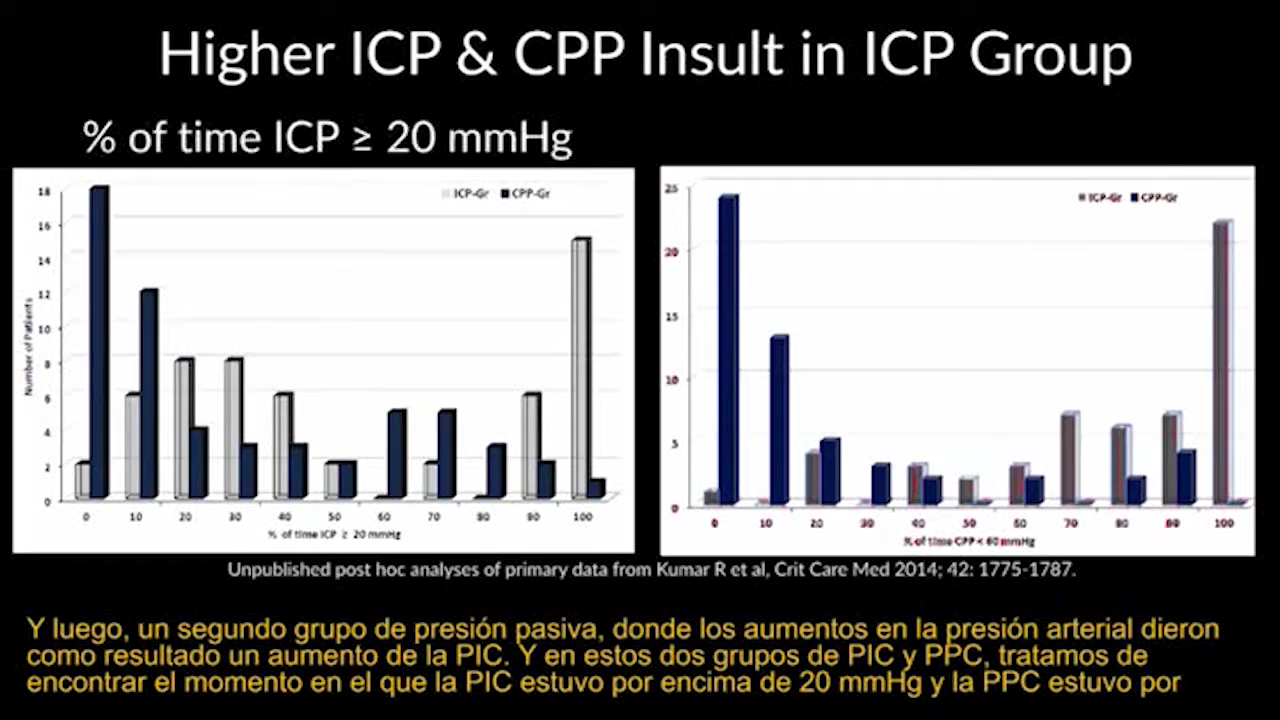 Higher ICP & CPP Insult in ICP Group
% of time ICP ≥ 20 mmHg
ICP-Gr CPP-Gr
18
16
14
12
10
8
6
4
2
0
Number of Patients
0 10 20 30 40 50 60 70 80 90 100
% of time ICP ≥ 20 mmHg
ICP-Gr CPP-Gr
25
20
15
10
5
0
0 10 20 30 40 50 60 70 80 100
% of time CPP < 60 mmHg
Unpublished post hoc analyses of primary data from Kumar R et al, Crit Care Med 2014; 42: 1775-1787.
Y luego, un segundo grupo de presión pasiva, donde los aumentos en la presión arterial dieron
como resultado un aumento de la PIC. Y en estos dos grupos de PIC y PPC, tratamos de
encontrar el momento en el que la PIC estuvo por encima de 20 mmHg y la PPC estuvo por